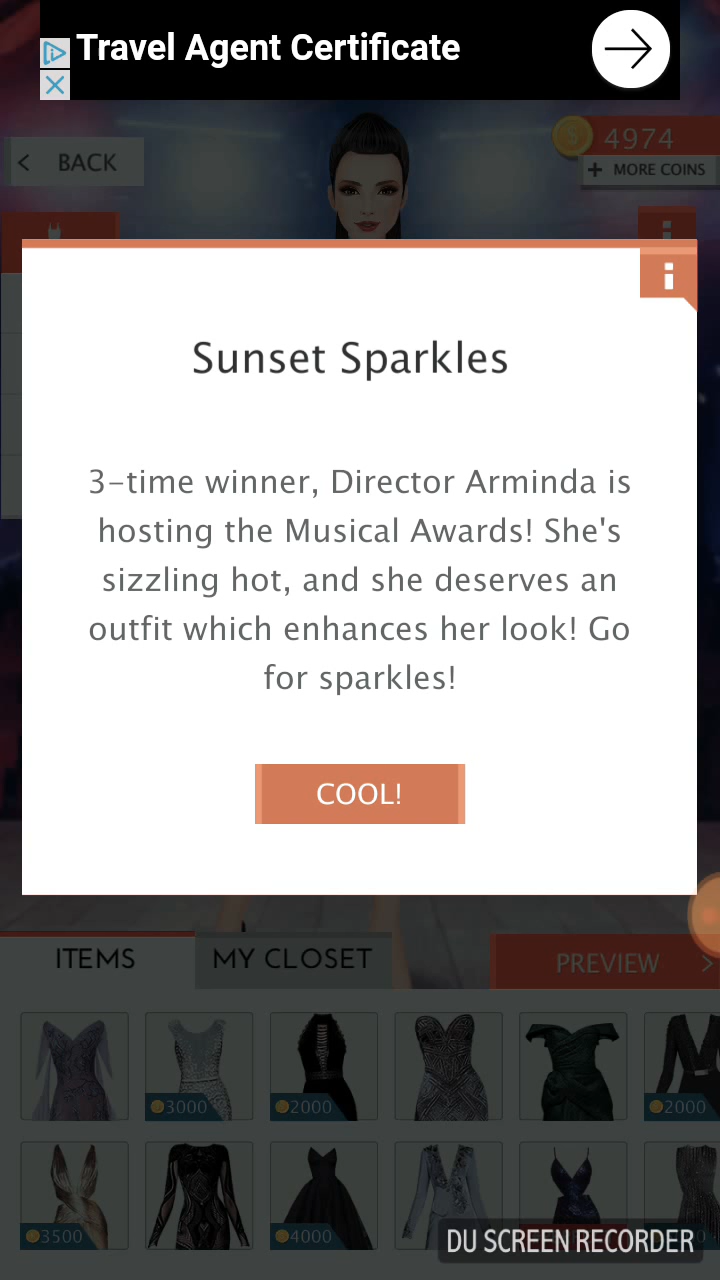 Travel Agent Certificate
4974
< BACK
+ MORE COINS
Sunset Sparkles
3-time winner, Director Arminda is
hosting the Musical Awards! She's
sizzling hot, and she deserves an
outfit which enhances her look! Go
for sparkles!
COOL!
ITEMS
MY CLOSET
PREVIEW >
3000
2000
2000
3500
4000
DU SCREEN RECORDER